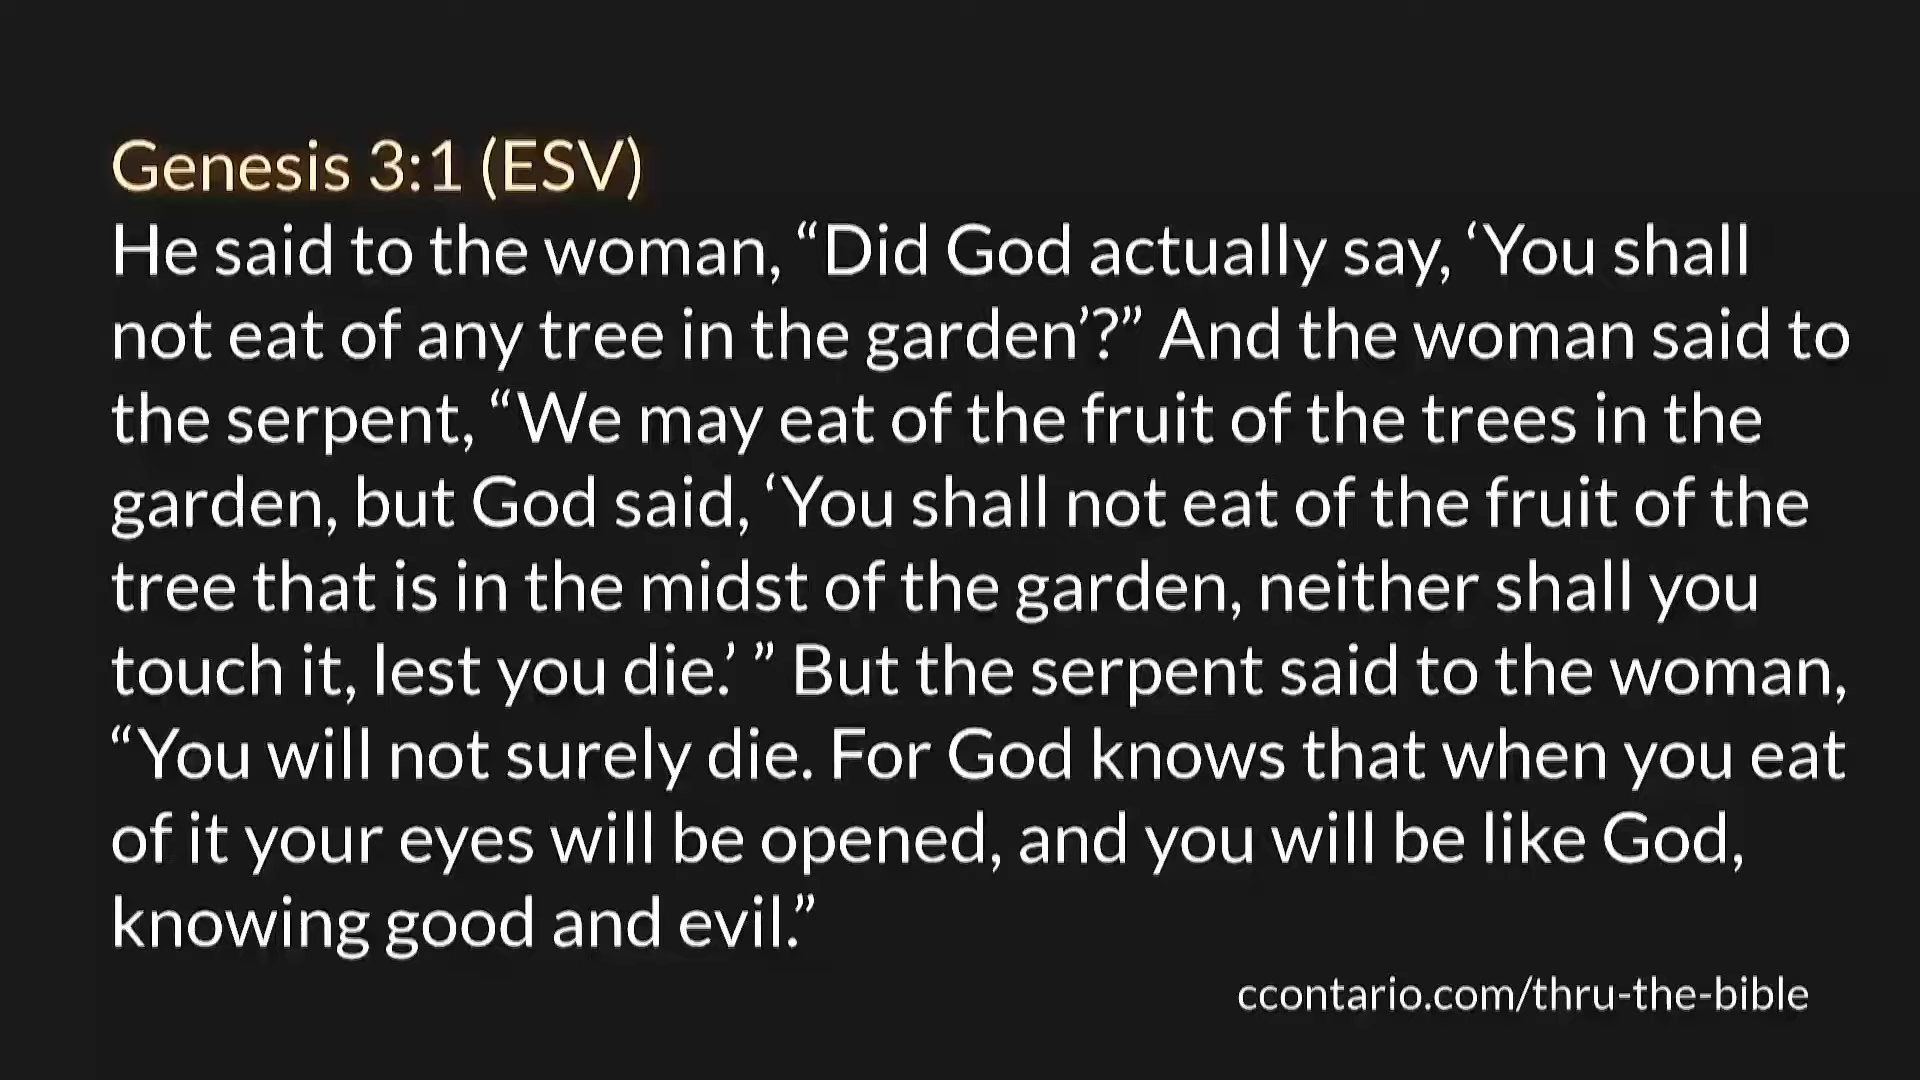 Genesis 3:1 (ESV)
He said to the woman, “Did God actually say, ‘You shall
not eat of any tree in the garden’?” And the woman said to
the serpent, “We may eat of the fruit of the trees in the
garden, but God said, ‘You shall not eat of the fruit of the
tree that is in the midst of the garden, neither shall you
touch it, lest you die.’ ” But the serpent said to the woman,
“You will not surely die. For God knows that when you eat
of it your eyes will be opened, and you will be like God,
knowing good and evil.”
ccontario.com/thru-the-bible